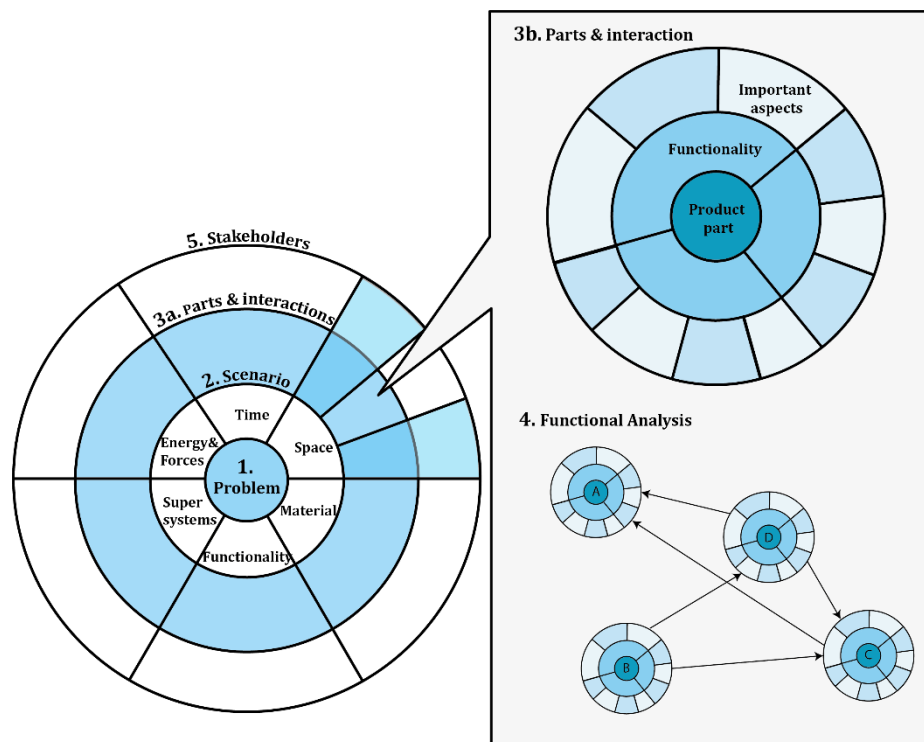 5. Stakeholders
3a. Parts & interactions
2. Scenario
Time
Energy&
Forces
Space
1.
Problem
Super
systems
Material
Functionality
3b. Parts & interaction
Important
aspects
Functionality
Product
part
4. Functional Analysis
A
D
B
C